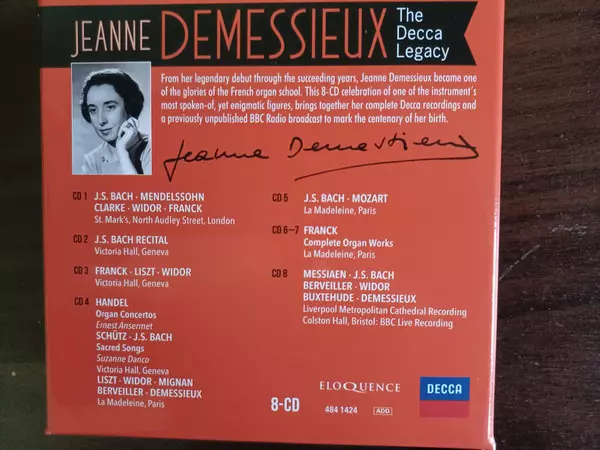 JEANNE DEMESSIEUX The Decca Legacy
From her legendary debut through the succeeding years, Jeanne Demessieux became one
of the glories of the French organ school. This 8-CD celebration of one of the instrument's
most spoken-of, yet enigmatic figures, brings together her complete Decca recordings and
a previously unpublished BBC Radio broadcast to mark the centenary of her birth.
Jeanne Demessieux
CD 1 J.S. BACH · MENDELSSOHN
CLARKE · WIDOR · FRANCK
St. Mark's, North Audley Street, London
CD 2 J.S. BACH RECITAL
Victoria Hall, Geneva
CD 3 FRANCK · LISZT · WIDOR
Victoria Hall, Geneva
CD 4 HANDEL
Organ Concertos
Ernest Ansermet
SCHÜTZ · J.S. BACH
Sacred Songs
Suzanne Danco
Victoria Hall, Geneva
LISZT · WIDOR · MIGNAN
BERVEILLER · DEMESSIEUX
La Madeleine, Paris
CD 5 J.S. BACH · MOZART
La Madeleine, Paris
CD 6–7 FRANCK
Complete Organ Works
La Madeleine, Paris
CD 8 MESSIAEN · J.S. BACH
BERVEILLER · WIDOR
BUXTEHUDE · DEMESSIEUX
Liverpool Metropolitan Cathedral Recording
Colston Hall, Bristol: BBC Live Recording
8-CD
ELOQUENCE
484 1424 ADD
DECCA